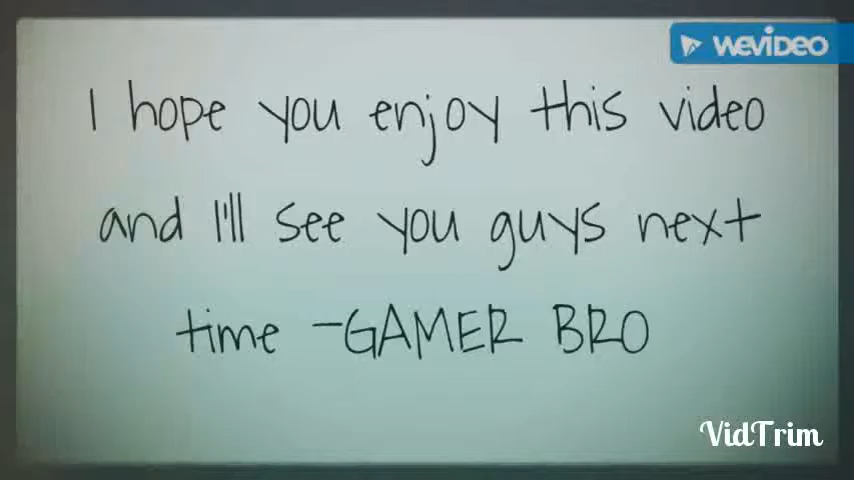 WeVIDEO
I hope you enjoy this video
and I'll see you guys next
time -GAMER BRO
VidTrim